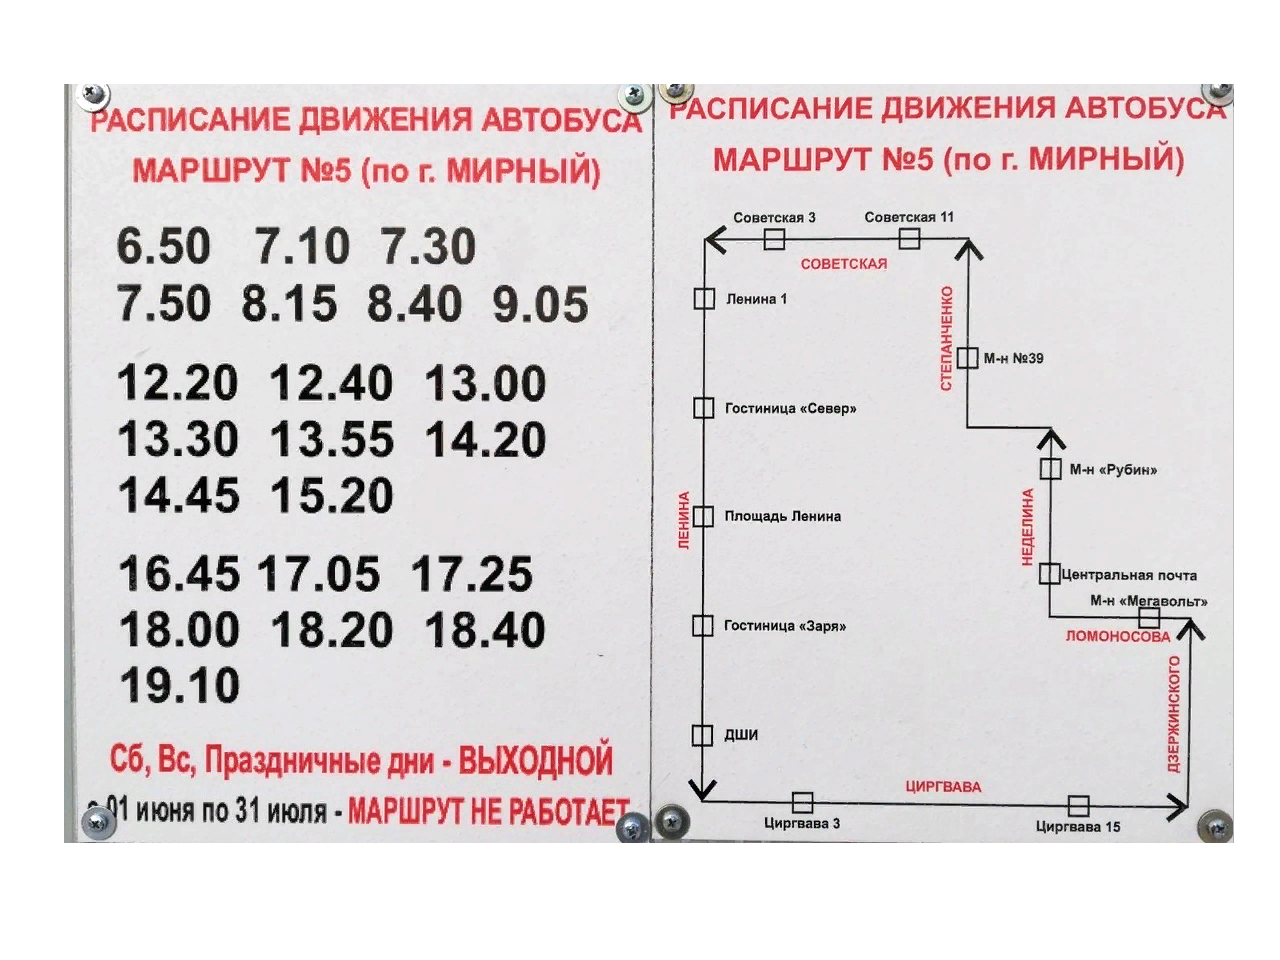 РАСПИСАНИЕ ДВИЖЕНИЯ АВТОБУСА
МАРШРУТ №5 (по г. МИРНЫЙ)
6.50 7.10 7.30
7.50 8.15 8.40 9.05
12.20 12.40 13.00
13.30 13.55 14.20
14.45 15.20
16.45 17.05 17.25
18.00 18.20 18.40
19.10
Сб, Вс, Праздничные дни - ВЫХОДНОЙ
с 01 июня по 31 июля - МАРШРУТ НЕ РАБОТАЕТ
РАСПИСАНИЕ ДВИЖЕНИЯ АВТОБУСА
МАРШРУТ №5 (по г. МИРНЫЙ)
Советская 3 Советская 11
СОВЕТСКАЯ
Ленина 1
СТЕПАНЧЕНКО
М-н №39
Гостиница «Север»
М-н «Рубин»
ЛЕНИНА
Площадь Ленина
НЕДЕЛИНА
Центральная почта
М-н «Мегавольт»
Гостиница «Заря»
ЛОМОНОСОВА
ДЗЕРЖИНСКОГО
ДШИ
ЦИРГВАВА
Циргвава 3
Циргвава 15